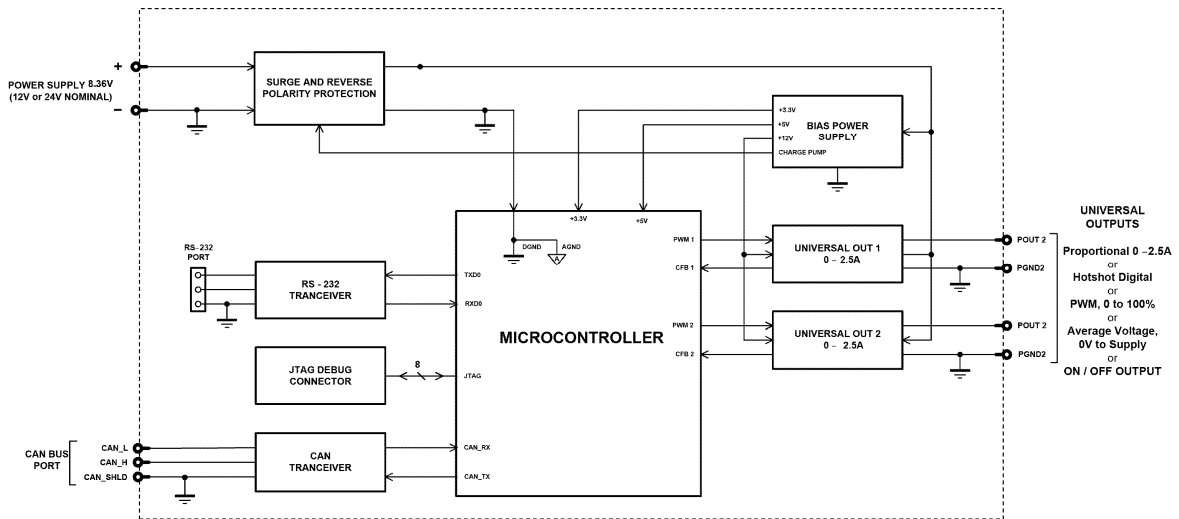 +
POWER SUPPLY 8.36V
(12V or 24V NOMINAL)
–
SURGE AND REVERSE
POLARITY PROTECTION
+3.3V
+5V
+12V
CHARGE PUMP
BIAS POWER
SUPPLY
+3.3V
+5V
DGND
AGND
A
PWM 1
CFB 1
PWM 2
CFB 2
TXD0
RXD0
JTAG
CAN_RX
CAN_TX
MICROCONTROLLER
RS-232
PORT
RS - 232
TRANCEIVER
JTAG DEBUG
CONNECTOR
8
CAN BUS
PORT
CAN_L
CAN_H
CAN_SHLD
CAN
TRANCEIVER
UNIVERSAL OUT 1
0 – 2.5A
UNIVERSAL OUT 2
0 – 2.5A
POUT 2
PGND2
POUT 2
PGND2
UNIVERSAL
OUTPUTS
Proportional 0 –2.5A
or
Hotshot Digital
or
PWM, 0 to 100%
or
Average Voltage,
0V to Supply
or
ON / OFF OUTPUT